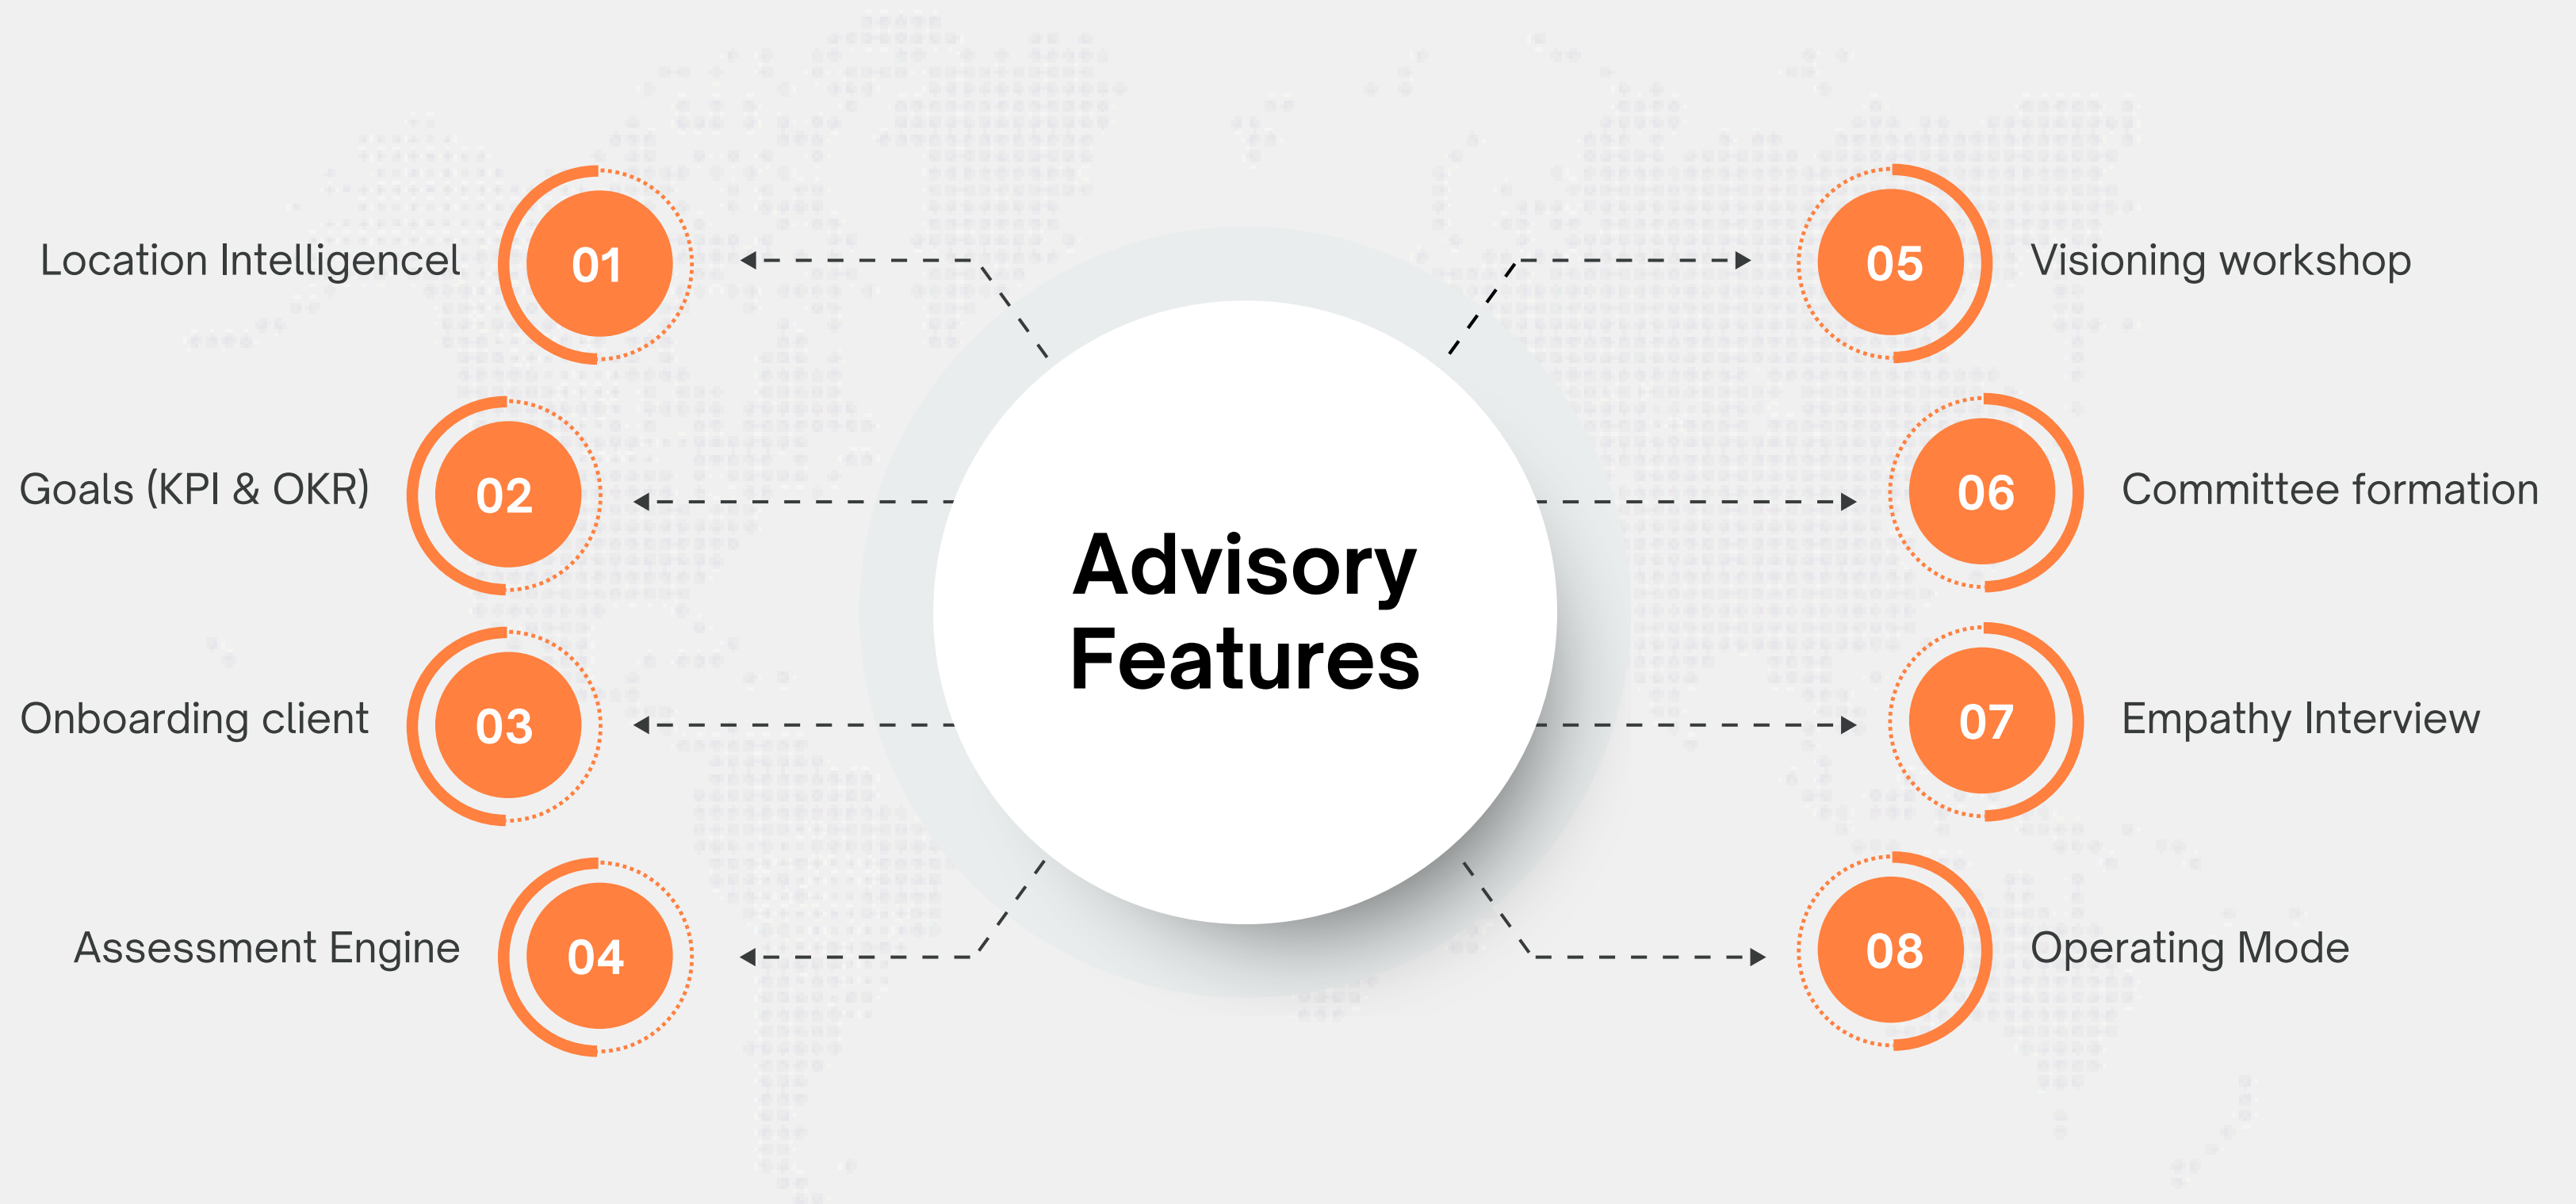 Location Intelligencel
01
Goals (KPI & OKR)
02
Onboarding client
03
Assessment Engine
04
Advisory
Features
05
Visioning workshop
06
Committee formation
07
Empathy Interview
08
Operating Mode